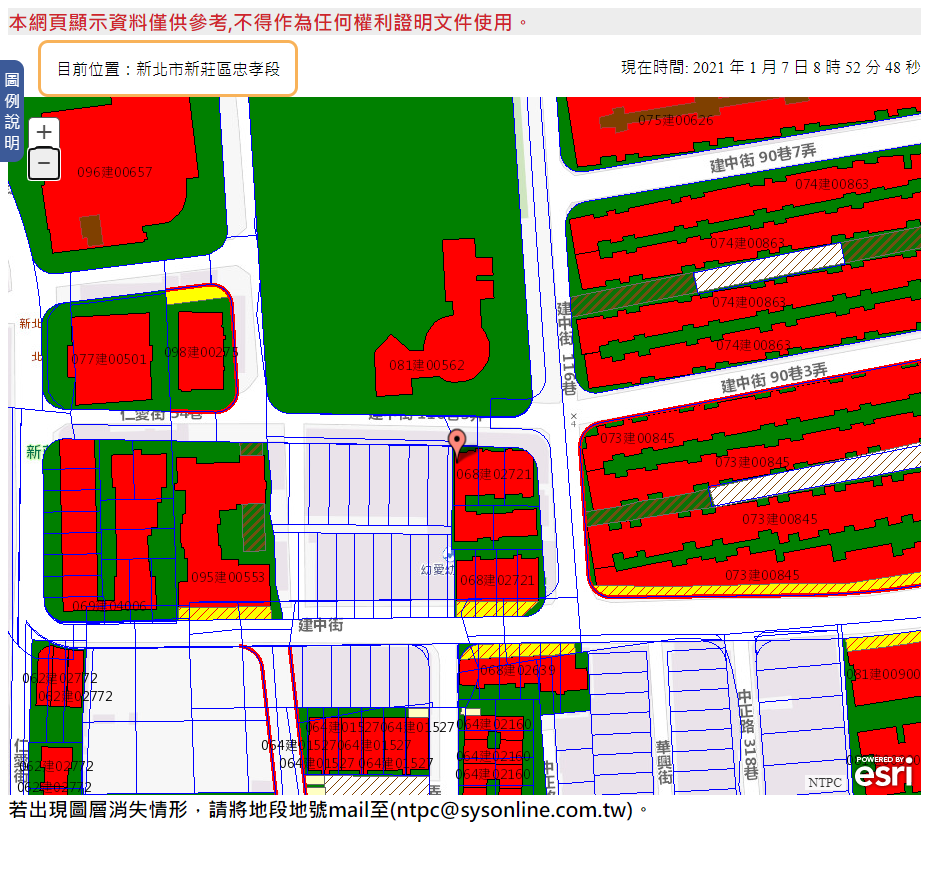 本網頁顯示資料僅供參考,不得作為任何權利證明文件使用。
目前位置：新北市新莊區忠孝段
現在時間: 2021 年 1 月 7 日 8 時 52 分 48 秒
圖例說明
+
−
075建00626
096建00657
建中街 90巷7弄
074建00863
074建00863
074建00863
074建00863
建中街 116巷
新北
北
077建00501
098建00275
081建00562
建中街 90巷3弄
仁愛街 54巷
073建00845
073建00845
073建00845
073建00845
068建02721
068建02721
095建00553
建中街
062建02772
062建02772
068建02639
081建00900
064建01527
064建01527
064建01527
064建01527
064建01527
064建01527
064建02160
064建02160
064建02160
062建02772
062建02772
仁愛街
華興街
中正路 318巷
弄
NTPC
POWERED BY
esri
若出現圖層消失情形，請將地段地號mail至(ntpc@sysonline.com.tw)。